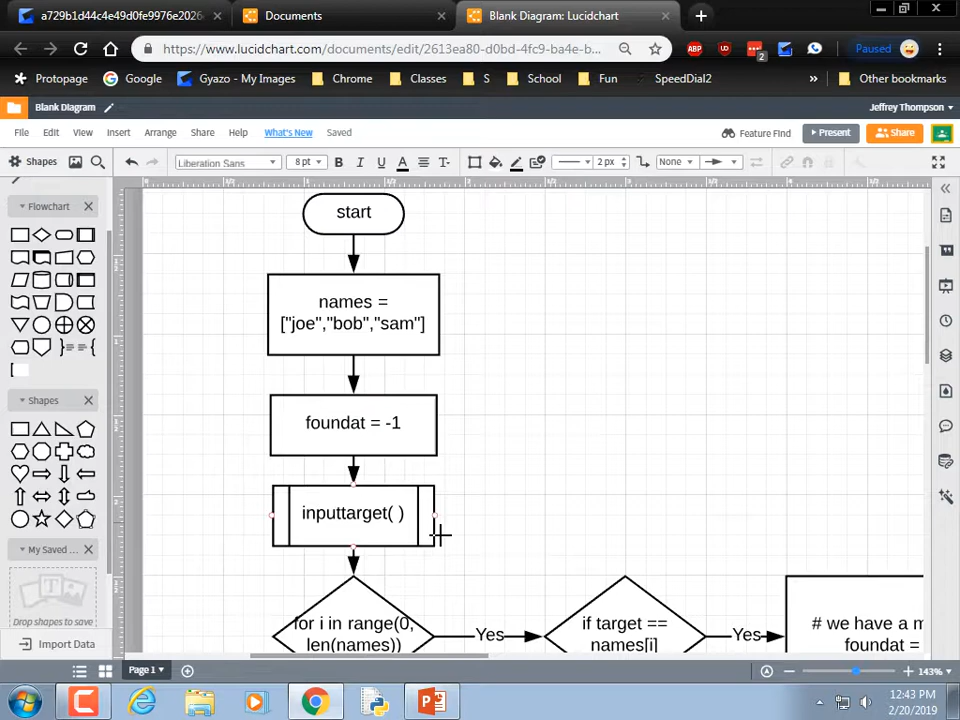 a729b1d44c4e49d0fe9976e2026
Documents
Blank Diagram: Lucidchart
https://www.lucidchart.com/documents/edit/2613ea80-d0bd-4fc9-ba4e-b...
ABP
2
Paused
Protopage
Google
Gyazo - My Images
Chrome
Classes
S
School
Fun
SpeedDial2
»
Other bookmarks
Blank Diagram
Jeffrey Thompson
File Edit View Insert Arrange Share Help What's New Saved
Feature Find
Present
Share
Shapes
Liberation Sans
8 pt
B I U A T
2 px
None
Flowchart
start
names =
["joe","bob","sam"]
Shapes
foundat = -1
inputtarget( )
My Saved ...
T
Drop shapes to save
for i in range(0,
len(names))
Yes
if target ==
names[i]
Yes
# we have a m
foundat =
Import Data
Page 1
143%
12:43 PM
2/20/2019